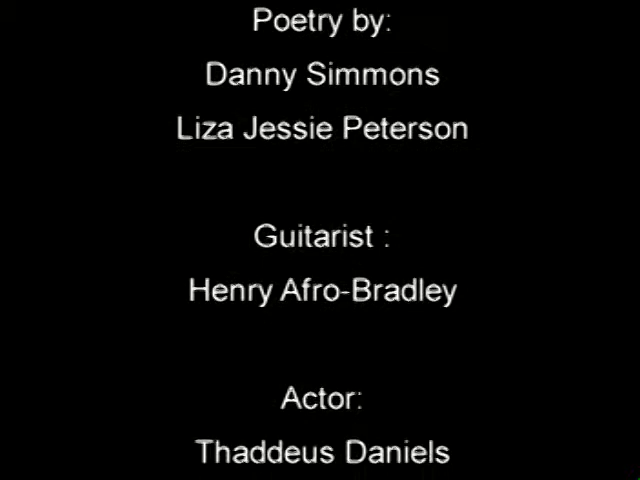 Poetry by:
Danny Simmons
Liza Jessie Peterson
Guitarist :
Henry Afro-Bradley
Actor:
Thaddeus Daniels